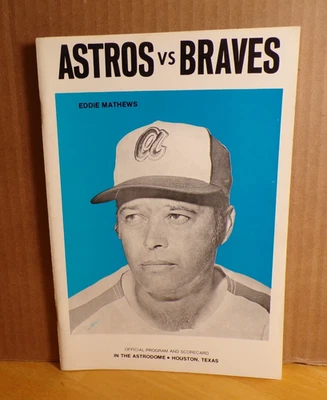 ASTROS VS BRAVES
EDDIE MATHEWS
a
OFFICIAL PROGRAM AND SCORECARD
IN THE ASTRODOME • HOUSTON, TEXAS